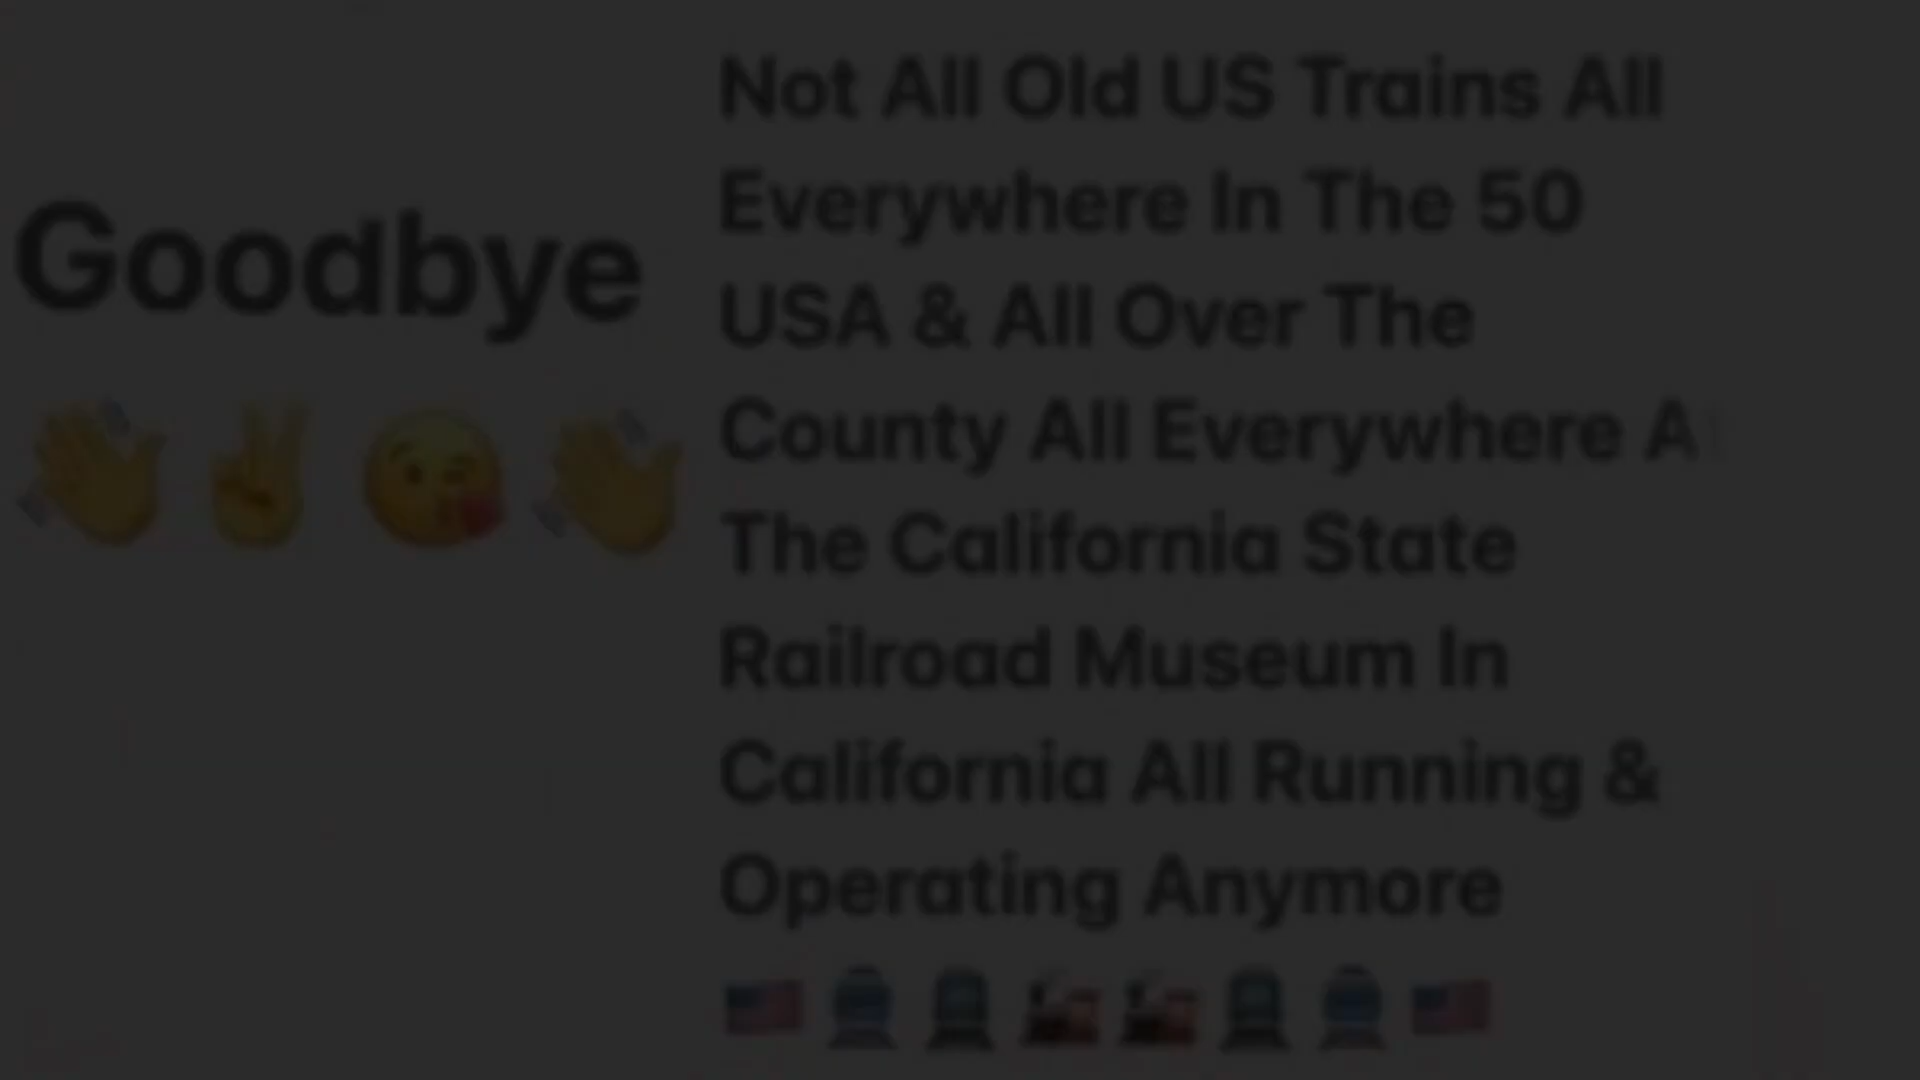 Goodbye
👋 ✌️ 😘 👋
Not All Old US Trains All
Everywhere In The 50
USA & All Over The
County All Everywhere
The California State
Railroad Museum In
California All Running &
Operating Anymore
🇺🇸 🚆 🚊 🚂 🚂 🚊 🚆 🇺🇸